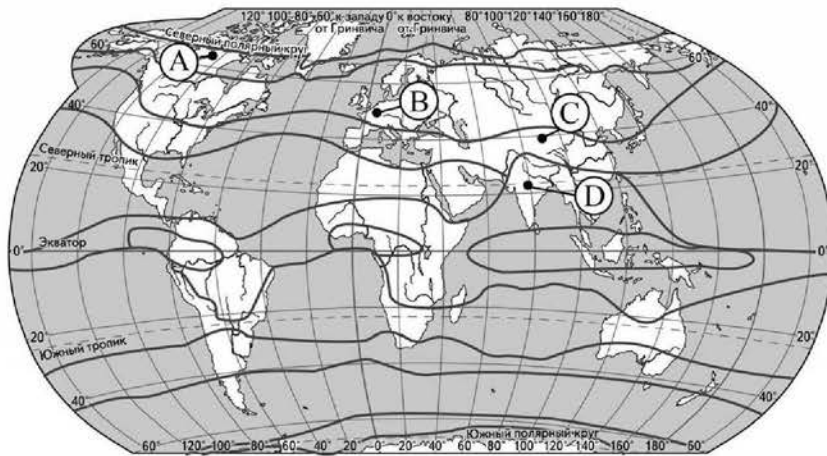 120°100°80°60°к западу 0°к востоку 80°100°120°140°160°180°
от Гринвича от Гринвича
Северный полярный круг
60°
60°
A
B
C
D
40°
40°
Северный тропик
20°
20°
Экватор
0°
0°
20°
20°
Южный тропик
40°
40°
Южный полярный круг
60° 120°100°80° 60° 40° 20° 0° 20° 40° 60° 80° 100°120°140°160°180° 60°